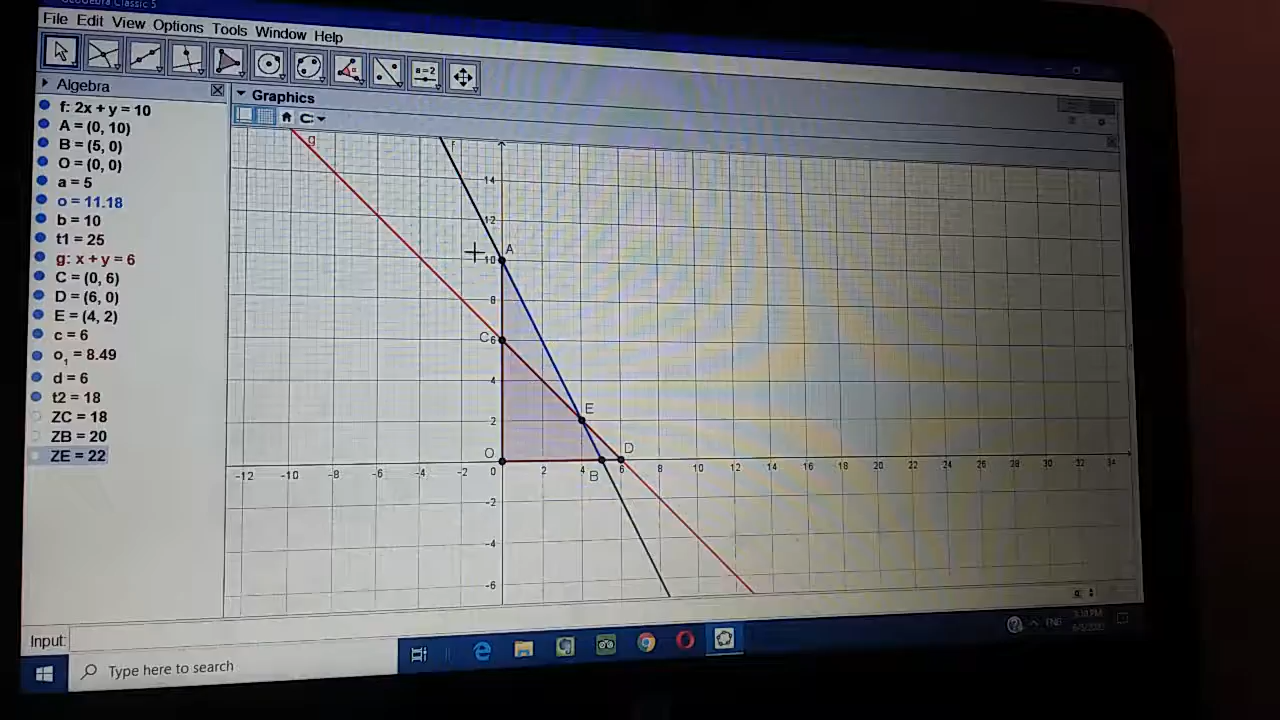 GeoGebra Classic 5
File Edit View Options Tools Window Help
a=2
Algebra
Graphics
f: 2x + y = 10
A = (0, 10)
B = (5, 0)
O = (0, 0)
a = 5
o = 11.18
b = 10
t1 = 25
g: x + y = 6
C = (0, 6)
D = (6, 0)
E = (4, 2)
c = 6
o₁ = 8.49
d = 6
t2 = 18
ZC = 18
ZB = 20
ZE = 22
g
f
14
12
A
10
8
C 6
4
E
2
O
D
-12 -10 -8 -6 -4 -2 0 2 4 6 8 10 12 14 16 18 20 22 24 26 28 30 32 34
B
-2
-4
-6
Input:
Type here to search
ENG